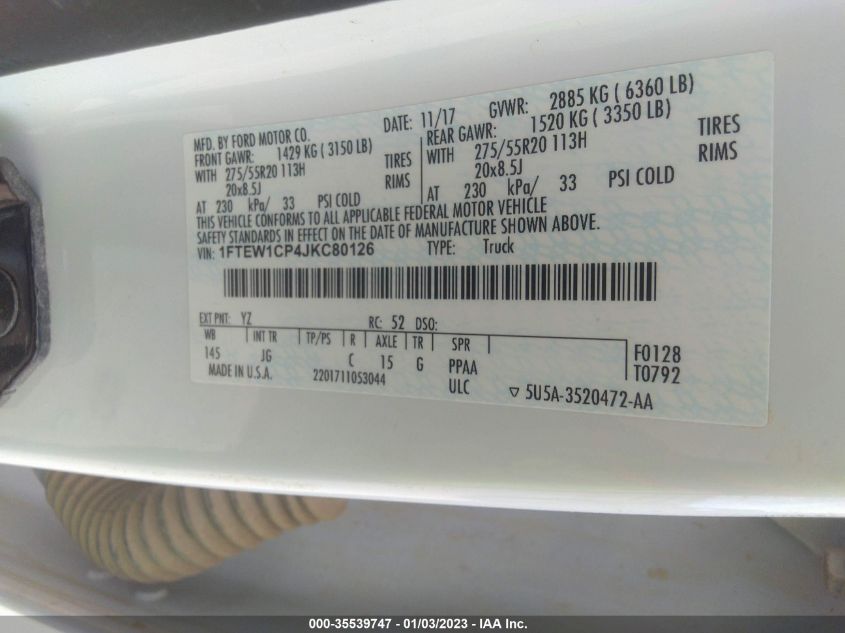 MFD. BY FORD MOTOR CO.
DATE: 11/17 GVWR: 2885 KG ( 6360 LB)
FRONT GAWR: 1429 KG ( 3150 LB)
WITH 275/55R20 113H TIRES
20x8.5J RIMS
AT 230 kPa/ 33 PSI COLD
REAR GAWR: 1520 KG ( 3350 LB)
WITH 275/55R20 113H TIRES
20x8.5J RIMS
AT 230 kPa/ 33 PSI COLD
THIS VEHICLE CONFORMS TO ALL APPLICABLE FEDERAL MOTOR VEHICLE
SAFETY STANDARDS IN EFFECT ON THE DATE OF MANUFACTURE SHOWN ABOVE.
VIN: 1FTEW1CP4JKC80126 TYPE: Truck
EXT PNT: YZ RC: 52 DSO:
WB INT TR TP/PS R AXLE TR SPR
145 JG C 15 G PPAA
F0128
T0792
MADE IN U.S.A. 2201711053044 ULC ▽ 5U5A-3520472-AA
000-35539747 - 01/03/2023 - IAA Inc.